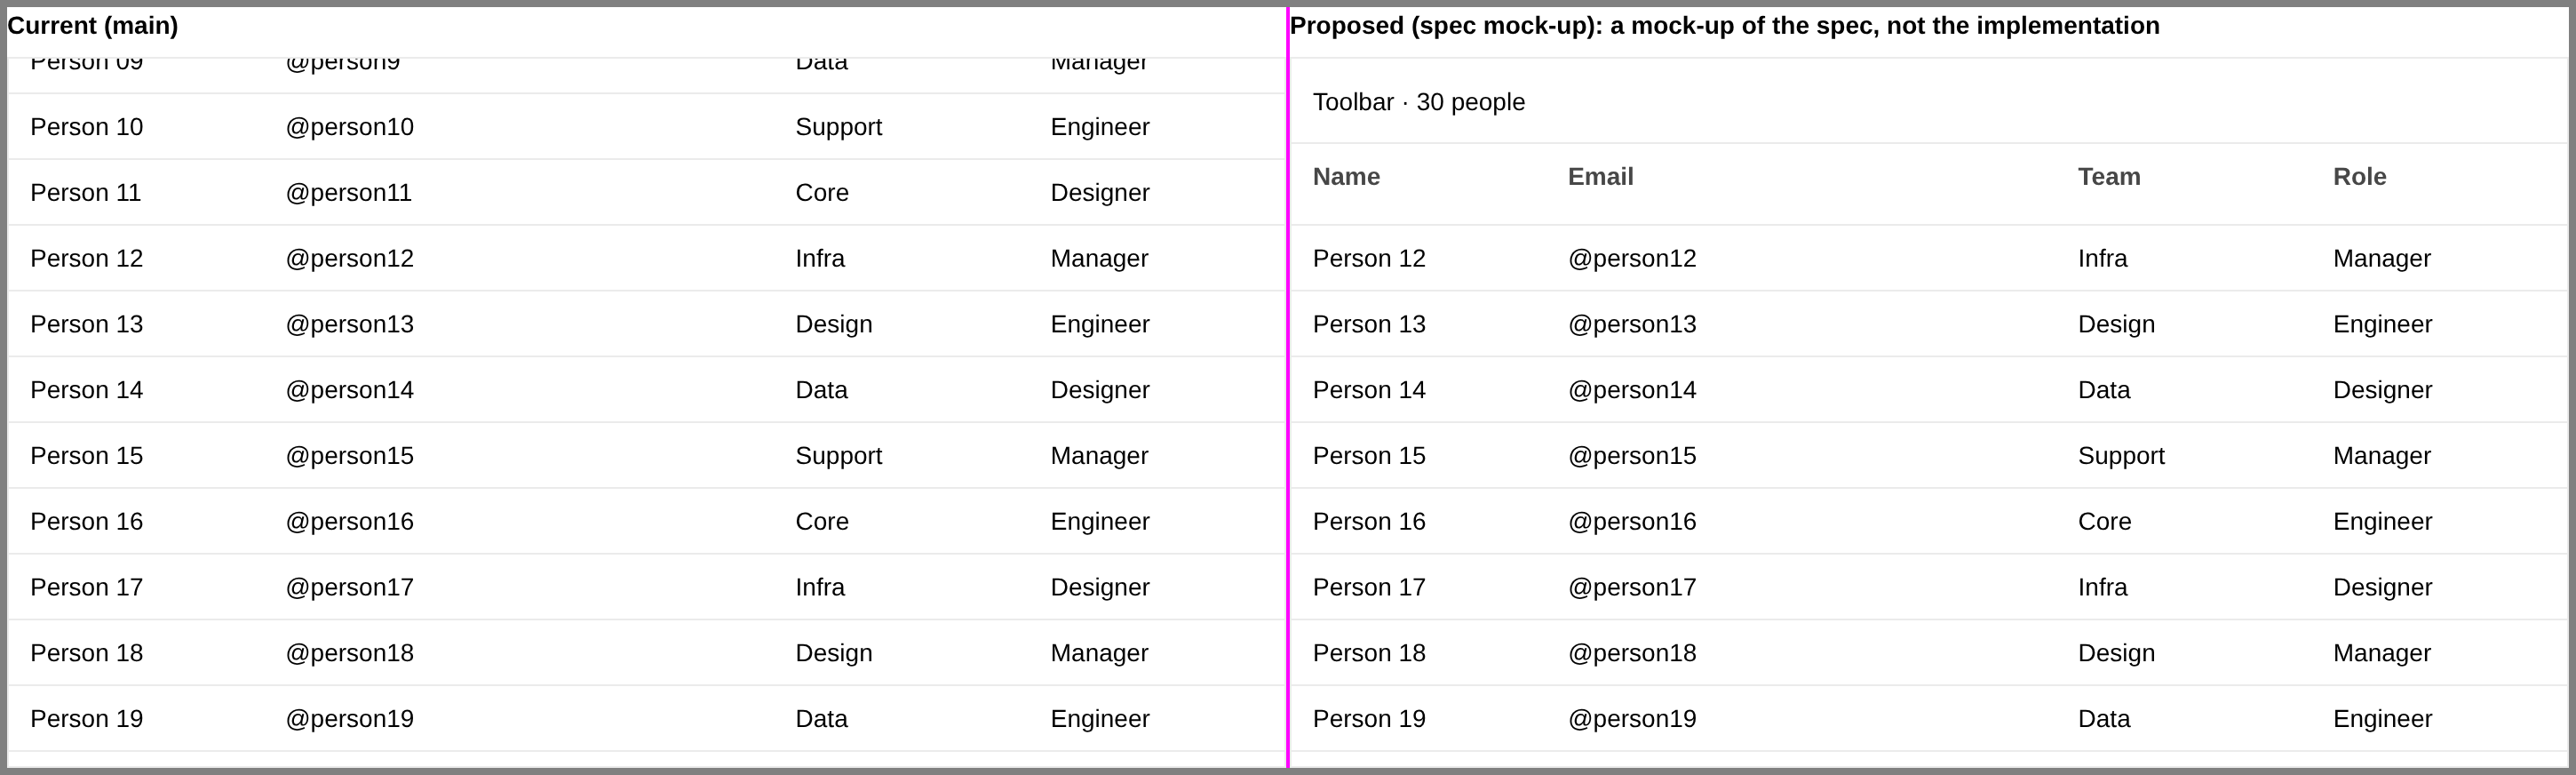 Current (main)
Person 09 @person9 Data Manager
Person 10 @person10 Support Engineer
Person 11 @person11 Core Designer
Person 12 @person12 Infra Manager
Person 13 @person13 Design Engineer
Person 14 @person14 Data Designer
Person 15 @person15 Support Manager
Person 16 @person16 Core Engineer
Person 17 @person17 Infra Designer
Person 18 @person18 Design Manager
Person 19 @person19 Data Engineer
Proposed (spec mock-up): a mock-up of the spec, not the implementation
Toolbar · 30 people
Name Email Team Role
Person 12 @person12 Infra Manager
Person 13 @person13 Design Engineer
Person 14 @person14 Data Designer
Person 15 @person15 Support Manager
Person 16 @person16 Core Engineer
Person 17 @person17 Infra Designer
Person 18 @person18 Design Manager
Person 19 @person19 Data Engineer